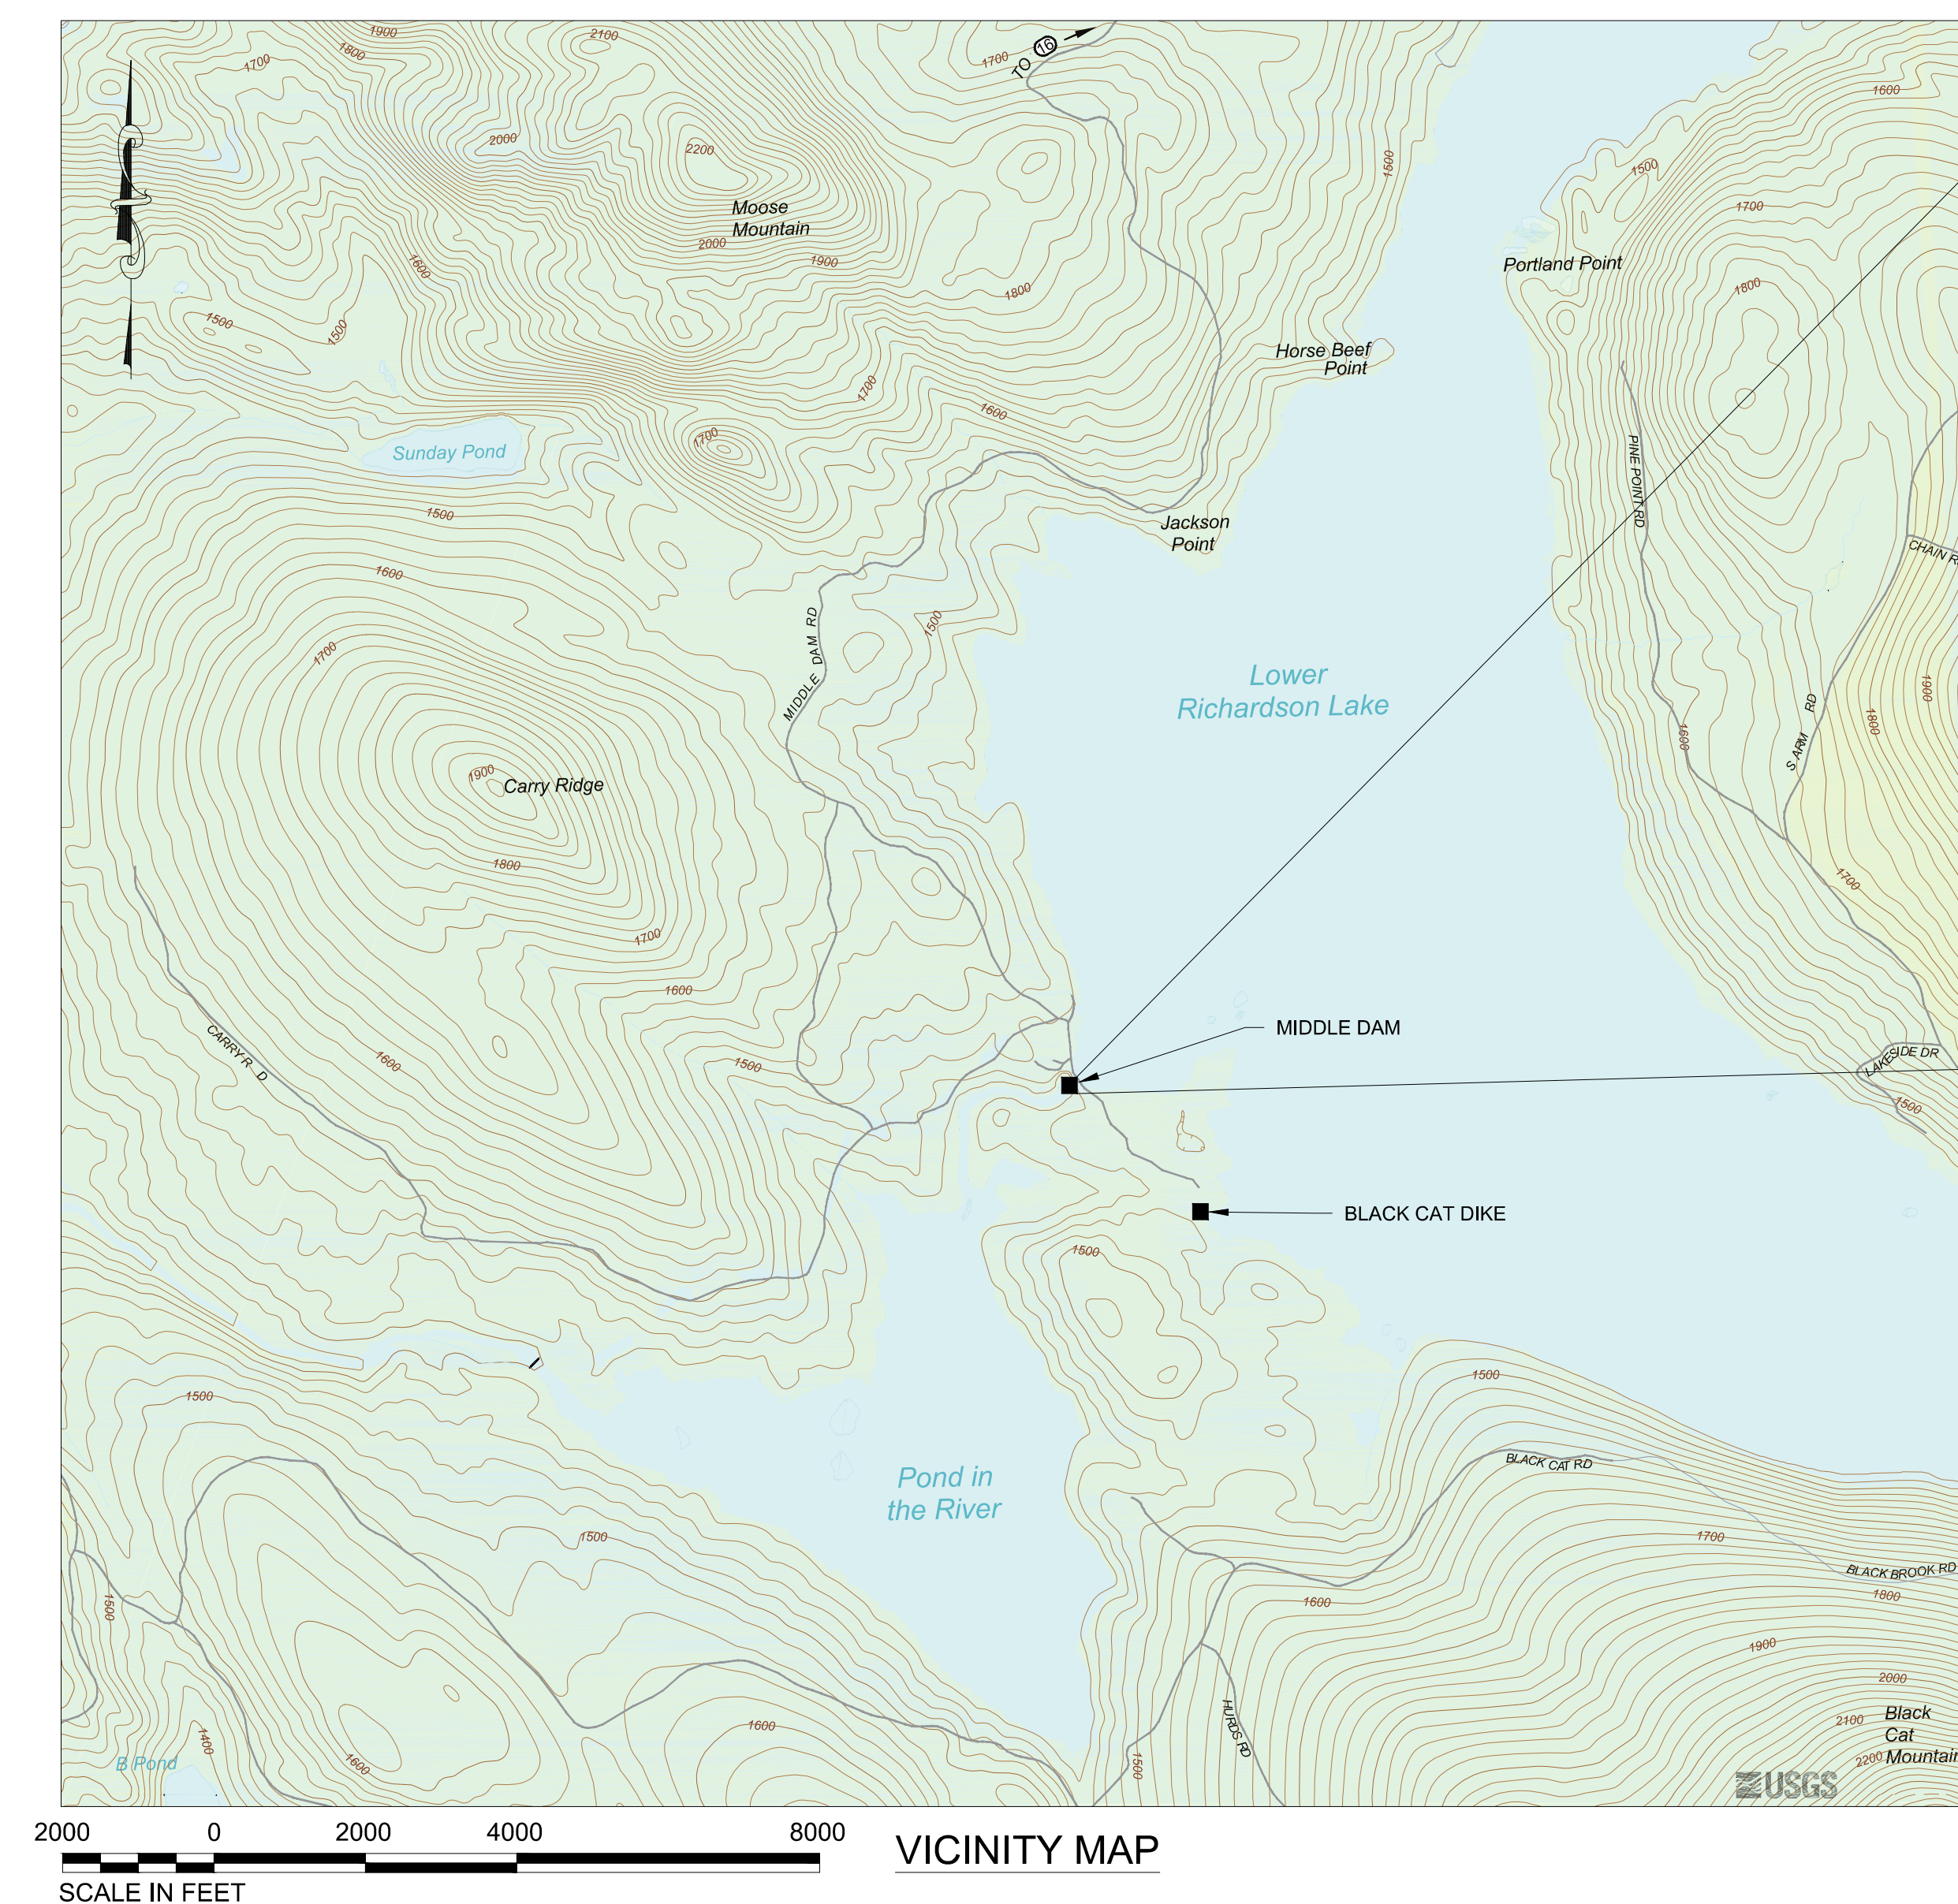 1900
2100
1800
1700
1700
TO 16
1600
2000
2200
1500
1500
Moose
Mountain
1700
2000
1900
1600
Portland Point
1800
1800
1500
1500
Horse Beef
Point
1700
1600
1700
Sunday Pond
PINE POINT RD
1500
Jackson
Point
CHAIN R
1600
MIDDLE DAM RD
1500
1700
Lower
Richardson Lake
1900
1800
S ARM RD
1600
1900
Carry Ridge
1800
1700
1700
1600
CARRY R D
1600
1500
MIDDLE DAM
LAKESIDE DR
1500
BLACK CAT DIKE
1500
1500
1500
BLACK CAT RD
Pond in
the River
1500
1700
BLACK BROOK RD
1800
1500
1600
1900
2000
1400
1600
HURDS RD
2100
Black
Cat
Mountain
2200
B Pond
1600
1500
USGS
2000 0 2000 4000 8000
VICINITY MAP
SCALE IN FEET